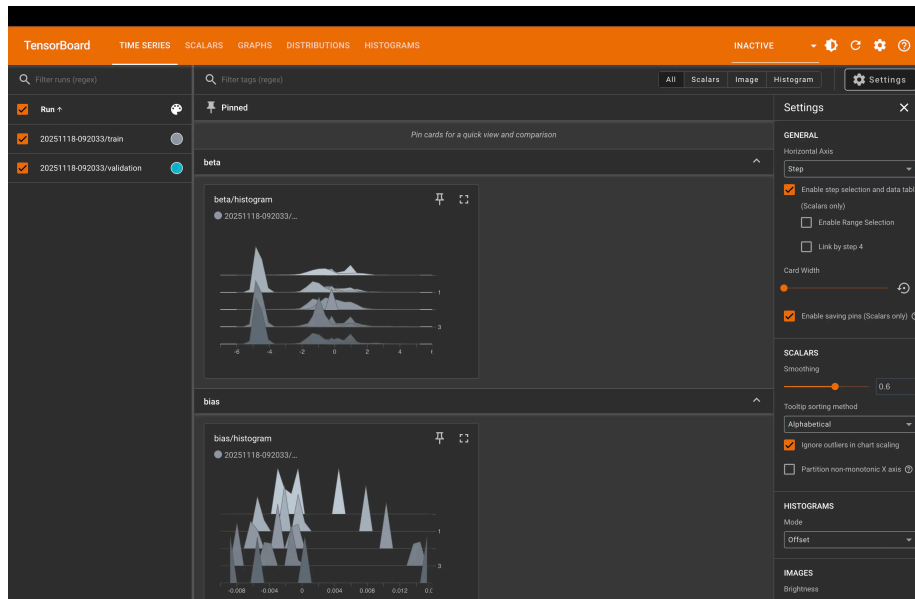 TensorBoard TIME SERIES SCALARS GRAPHS DISTRIBUTIONS HISTOGRAMS INACTIVE
Filter runs (regex)
Run ↑
20251118-092033/train
20251118-092033/validation
Filter tags (regex)
All Scalars Image Histogram
Settings
Pinned
Pin cards for a quick view and comparison
beta
beta/histogram
20251118-092033/...
1
3
-6 -4 -2 0 2 4
bias
bias/histogram
20251118-092033/...
1
3
-0.008 -0.004 0 0.004 0.008 0.012
Settings
GENERAL
Horizontal Axis
Step
Enable step selection and data
(Scalars only)
Enable Range Selection
Link by step 4
Card Width
Enable saving pins (Scalars only)
SCALARS
Smoothing
0.6
Tooltip sorting method
Alphabetical
Ignore outliers in chart scaling
Partition non-monotonic X axis
HISTOGRAMS
Mode
Offset
IMAGES
Brightness